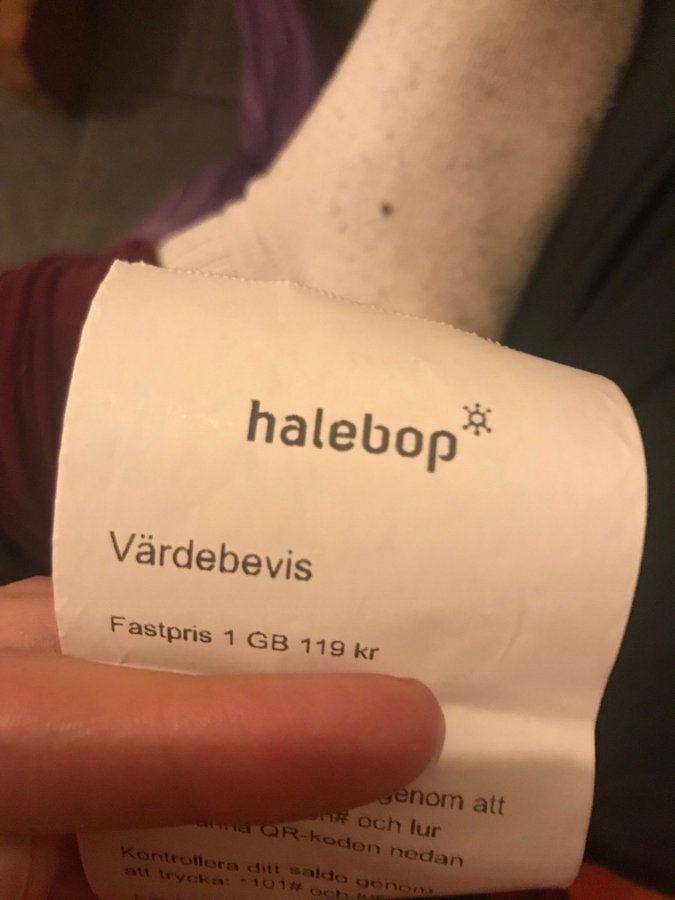 halebop
Värdebevis
Fastpris 1 GB 119 kr
genom att
# och lur
QR-koden nedan
Kontrollera ditt saldo genom
att trycka: *101# och